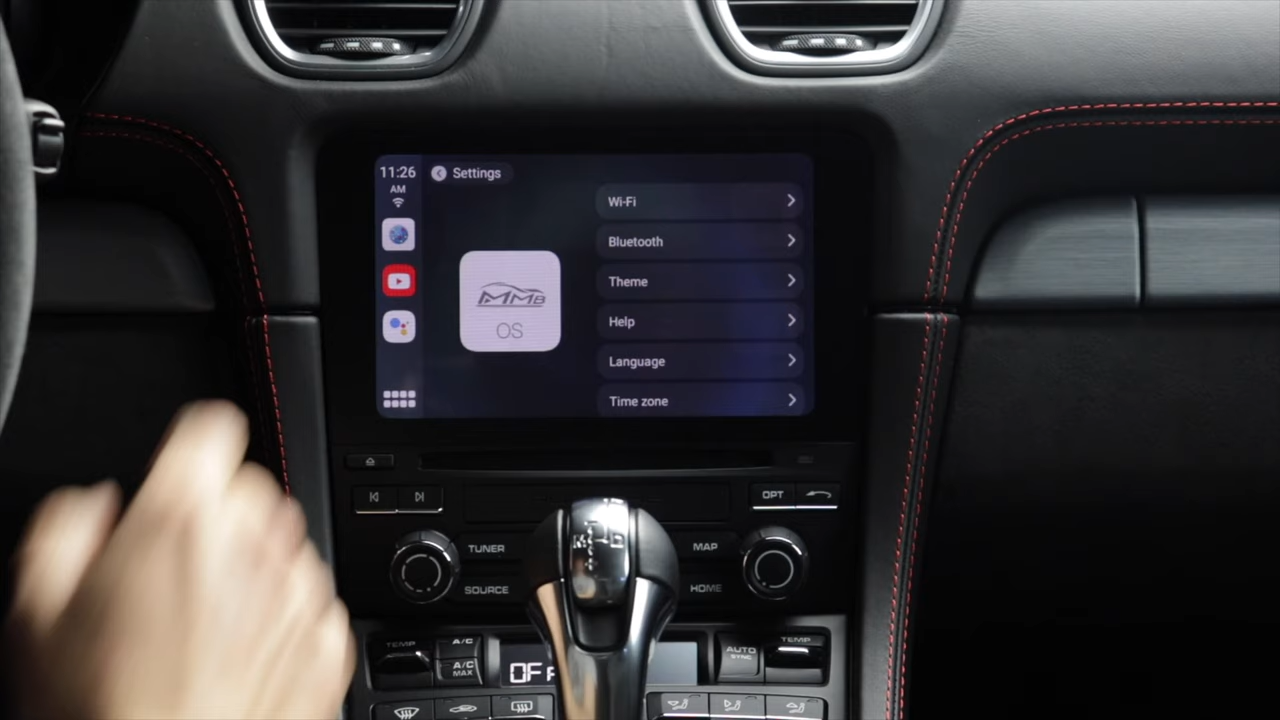 11:26
AM
Settings
Wi-Fi
Bluetooth
Theme
Help
Language
Time zone
MMB
OS
OPT
TUNER
MAP
SOURCE
HOME
TEMP
A/C
A/C
MAX
OF
AUTO
SYNC
TEMP